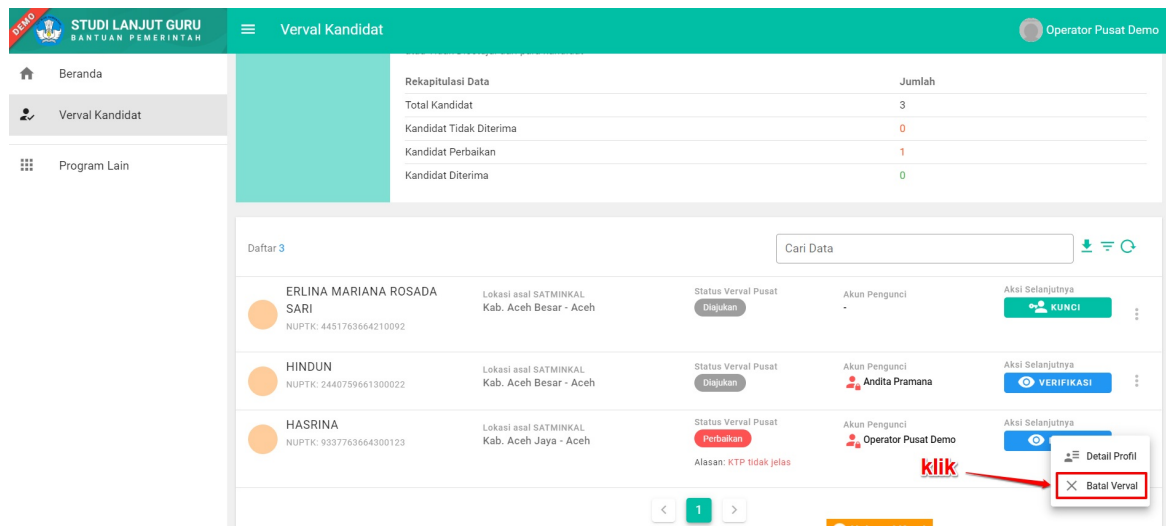 DEMO
STUDI LANJUT GURU
BANTUAN PEMERINTAH
Verval Kandidat
Operator Pusat Demo
Beranda
Verval Kandidat
Program Lain
Rekapitulasi Data Jumlah
Total Kandidat 3
Kandidat Tidak Diterima 0
Kandidat Perbaikan 1
Kandidat Diterima 0
Daftar 3
Cari Data
ERLINA MARIANA ROSADA
SARI
NUPTK: 4451763664210092
Lokasi asal SATMINKAL
Kab. Aceh Besar - Aceh
Status Verval Pusat
Diajukan
Akun Pengunci
-
Aksi Selanjutnya
KUNCI
HINDUN
NUPTK: 2440759661300022
Lokasi asal SATMINKAL
Kab. Aceh Besar - Aceh
Status Verval Pusat
Diajukan
Akun Pengunci
Andita Pramana
Aksi Selanjutnya
VERIFIKASI
HASRINA
NUPTK: 9337763664300123
Lokasi asal SATMINKAL
Kab. Aceh Jaya - Aceh
Status Verval Pusat
Perbaikan
Alasan: KTP tidak jelas
Akun Pengunci
Operator Pusat Demo
Aksi Selanjutnya
Detail Profil
klik
Batal Verval
< 1 >